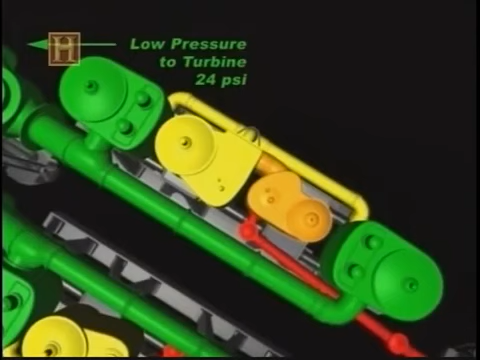 H
Low Pressure
to Turbine
24 psi